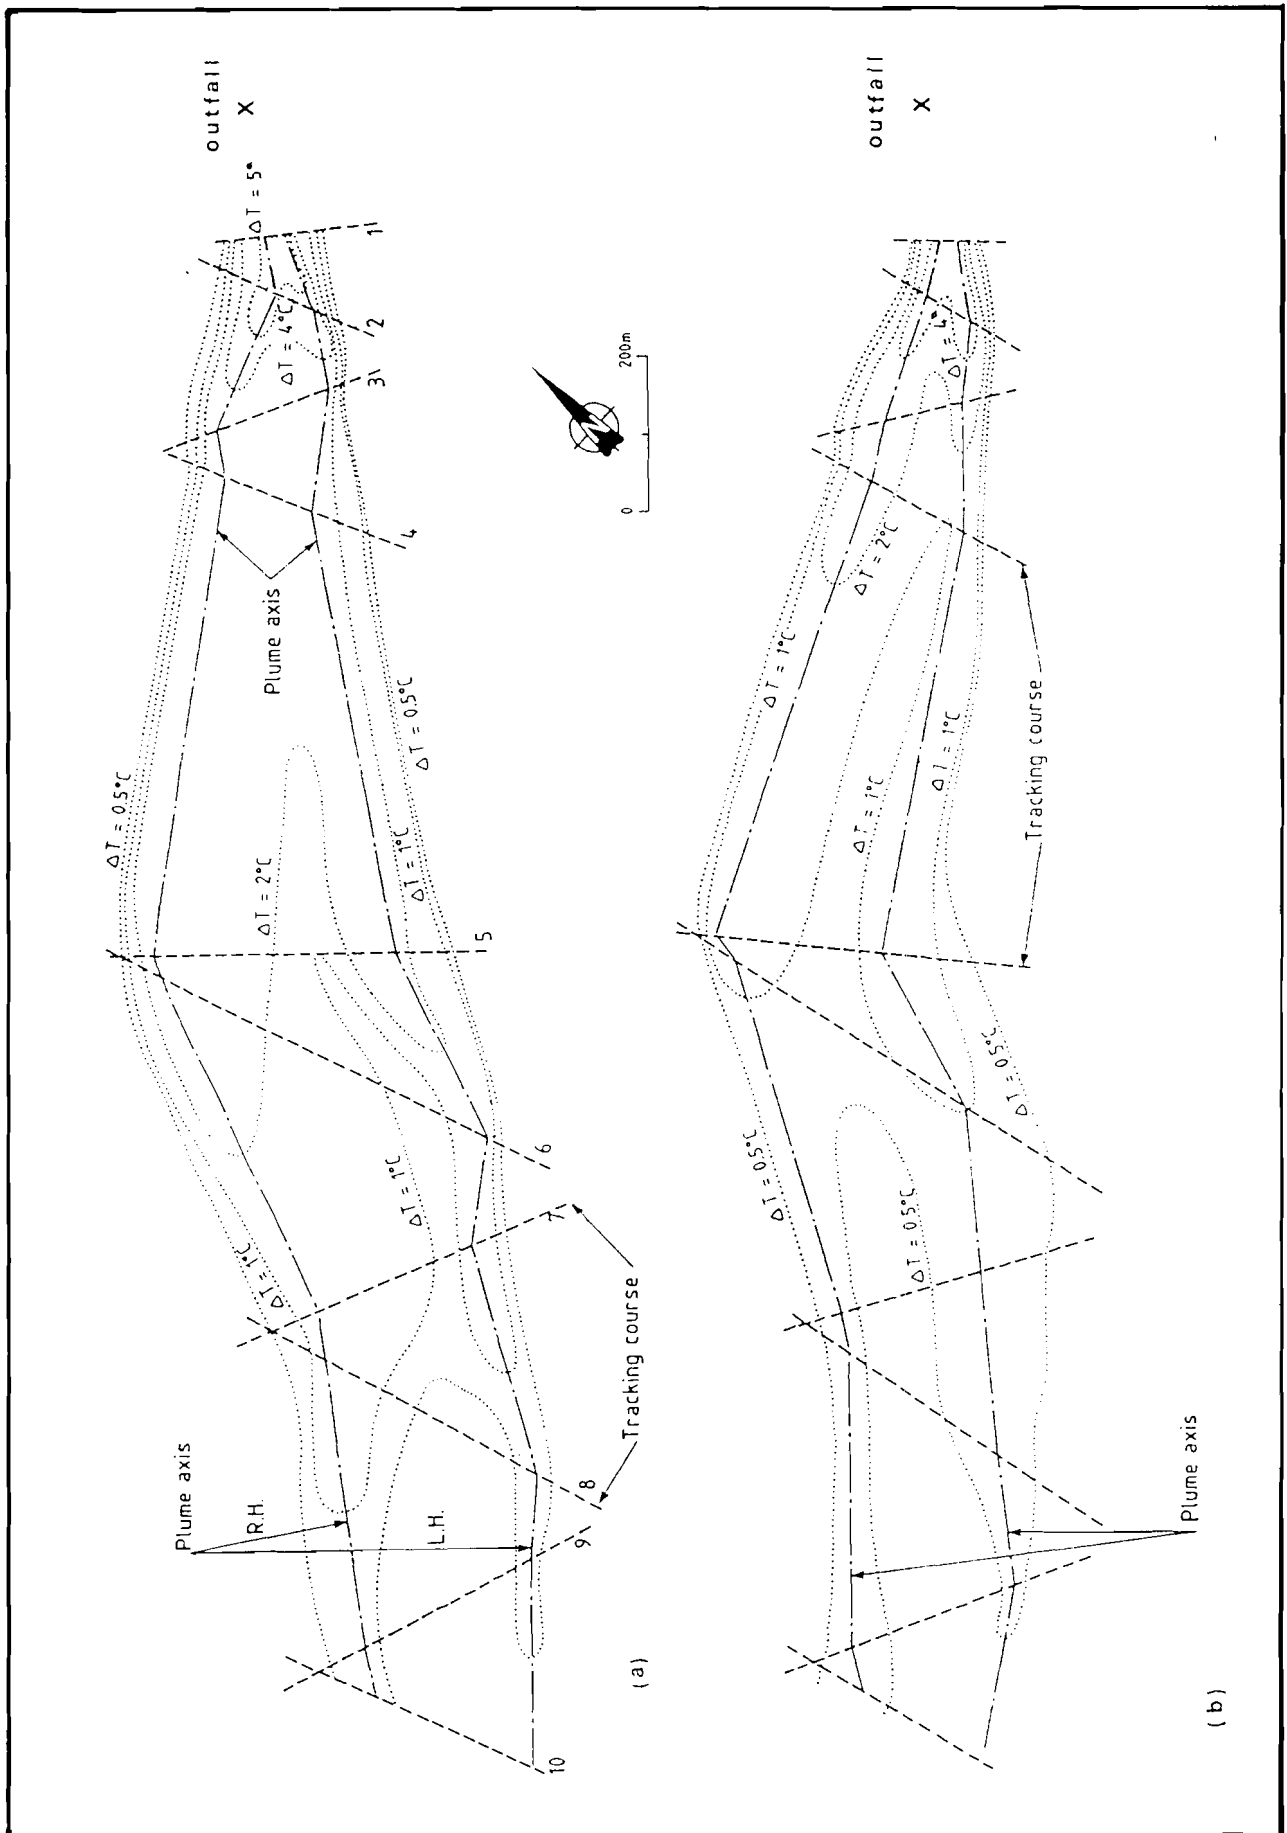 outfall
X
ΔT = 5°
1
2
ΔT = 4°C
3
4
Plume axis
ΔT = 0.5°C
ΔT = 0.5°C
ΔT = 2°C
ΔT = 1°C
5
6
7
ΔT = 1°C
ΔT = 1°C
Tracking course
8
9
Plume axis
R.H.
L.H.
10
(a)
N
0
200m
outfall
X
ΔT = 4°
ΔT = 2°C
ΔT = 1°C
ΔT = 1°C
ΔT = 1°C
Tracking course
ΔT = 0.5°C
ΔT = 0.5°C
ΔT = 0.5°C
Plume axis
(b)